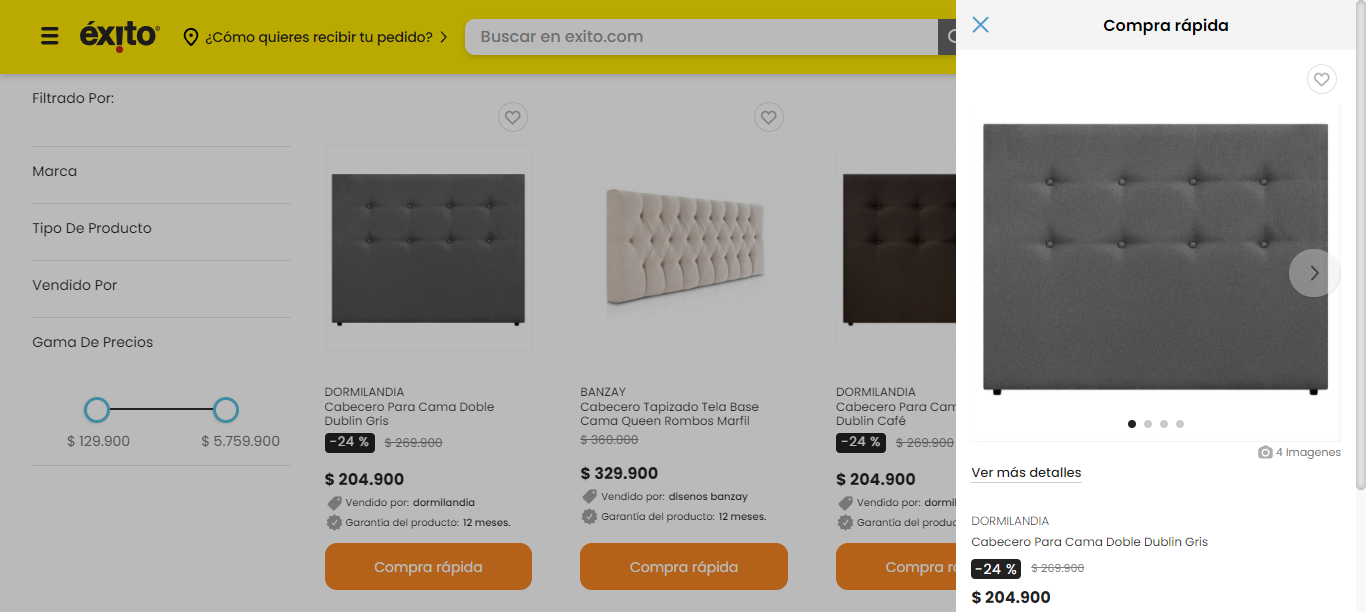 éxito
¿Cómo quieres recibir tu pedido?
Buscar en exito.com
Filtrado Por:
Marca
Tipo De Producto
Vendido Por
Gama De Precios
$ 129.900
$ 5.759.900
DORMILANDIA
Cabecero Para Cama Doble
Dublin Gris
-24 % $ 269.900
$ 204.900
Vendido por: dormilandia
Garantía del producto: 12 meses.
Compra rápida
BANZAY
Cabecero Tapizado Tela Base
Cama Queen Rombos Marfil
$ 360.000
$ 329.900
Vendido por: disenos banzay
Garantía del producto: 12 meses.
Compra rápida
DORMILANDIA
Cabecero Para Cam
Dublin Café
-24 % $ 269.900
$ 204.900
Vendido por: dormil
Garantía del produc
Compra r
Compra rápida
4 Imagenes
Ver más detalles
DORMILANDIA
Cabecero Para Cama Doble Dublin Gris
-24 % $ 269.900
$ 204.900